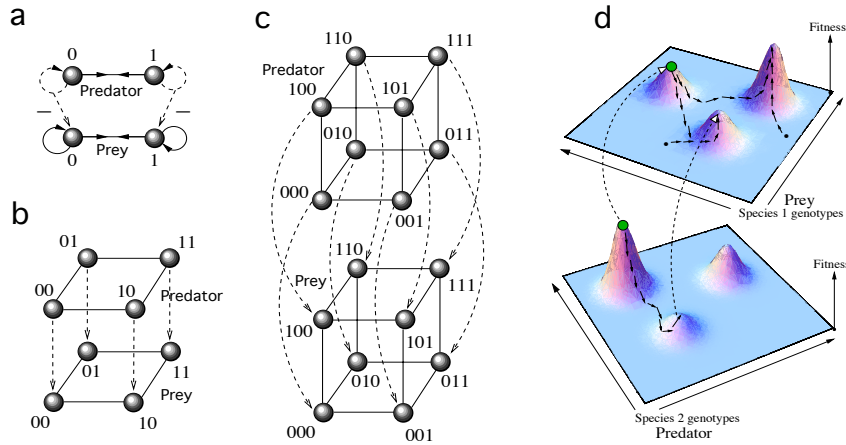 a
0 1
Predator
— —
Prey
0 1
b
01 11
00 10 Predator
01 11
Prey
00 10
c
110 111
Predator
100 101
010 011
000 001
110
Prey 111
100 101
010 011
000 001
d
Fitness
Prey
Species 1 genotypes
Fitness
Species 2 genotypes
Predator